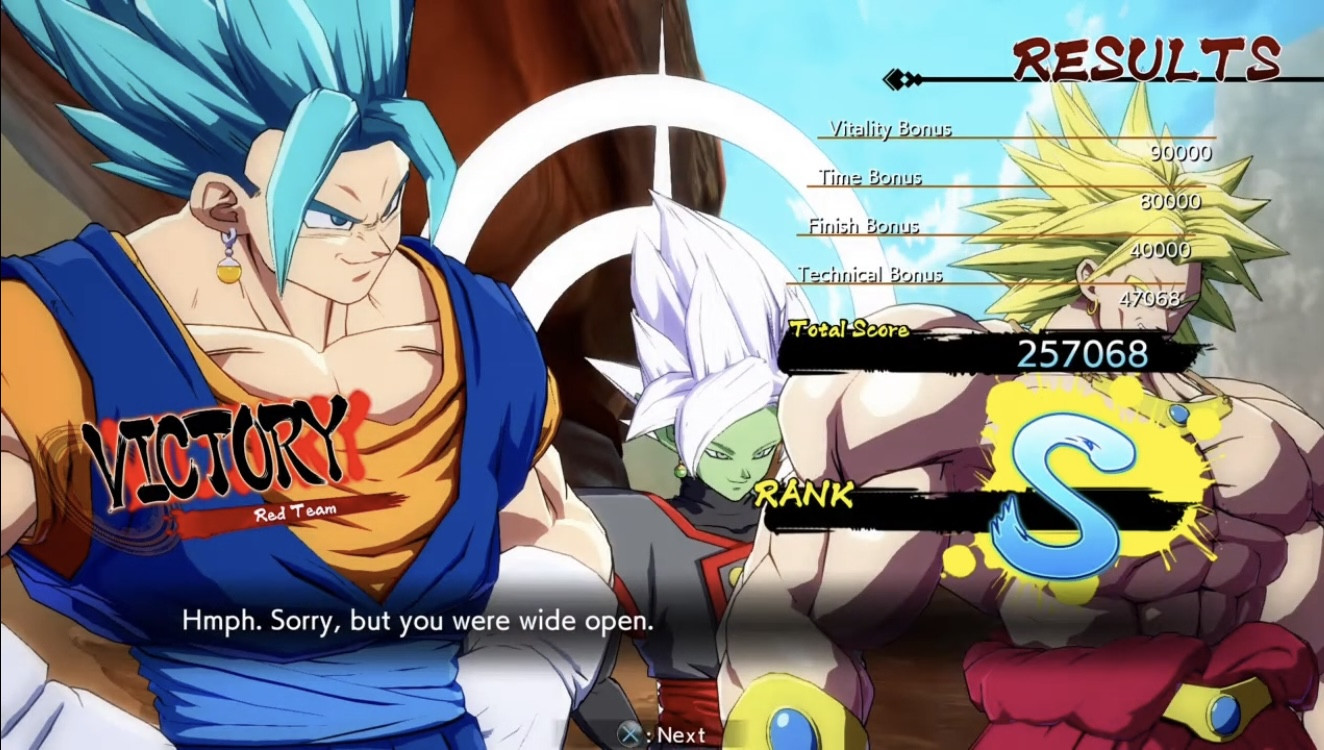 RESULTS
Vitality Bonus
90000
Time Bonus
80000
Finish Bonus
40000
Technical Bonus
47068
Total Score
257068
RANK
S
VICTORY
Red Team
Hmph. Sorry, but you were wide open.
: Next